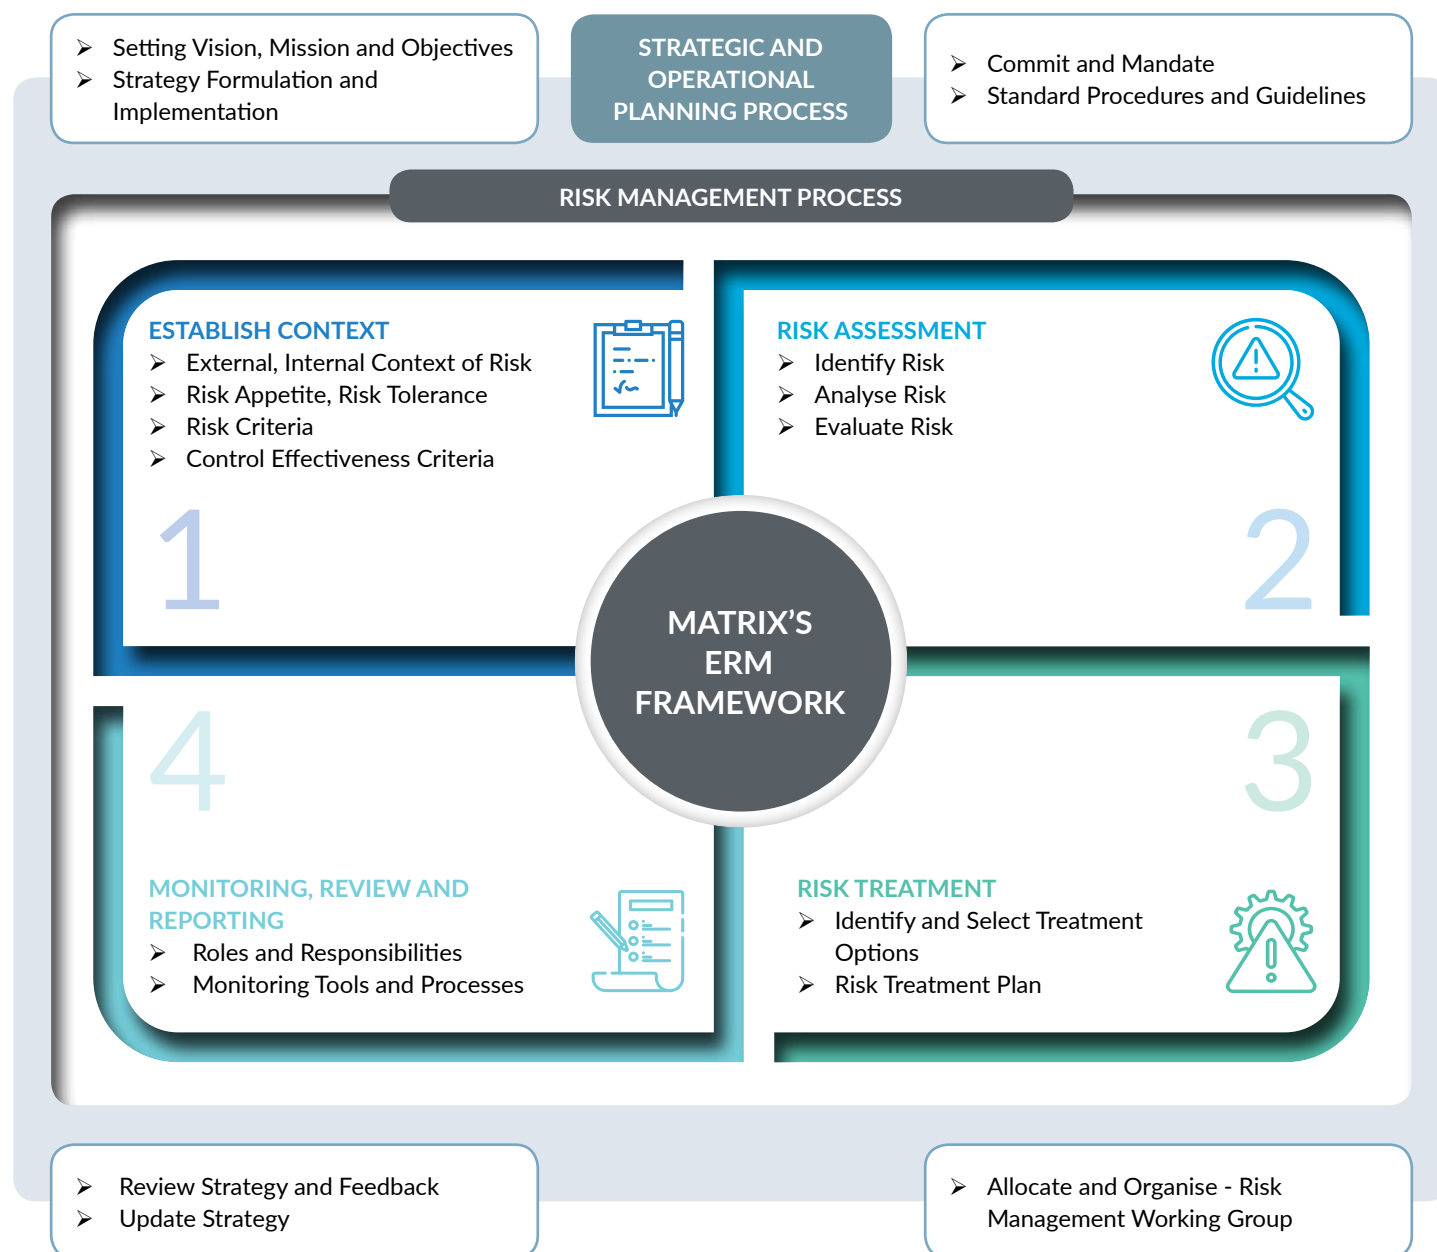 ➢ Setting Vision, Mission and Objectives
➢ Strategy Formulation and
Implementation
STRATEGIC AND
OPERATIONAL
PLANNING PROCESS
➢ Commit and Mandate
➢ Standard Procedures and Guidelines
RISK MANAGEMENT PROCESS
ESTABLISH CONTEXT
➢ External, Internal Context of Risk
➢ Risk Appetite, Risk Tolerance
➢ Risk Criteria
➢ Control Effectiveness Criteria
1
RISK ASSESSMENT
➢ Identify Risk
➢ Analyse Risk
➢ Evaluate Risk
2
MATRIX’S
ERM
FRAMEWORK
4
MONITORING, REVIEW AND
REPORTING
➢ Roles and Responsibilities
➢ Monitoring Tools and Processes
3
RISK TREATMENT
➢ Identify and Select Treatment
Options
➢ Risk Treatment Plan
➢ Review Strategy and Feedback
➢ Update Strategy
➢ Allocate and Organise - Risk
Management Working Group